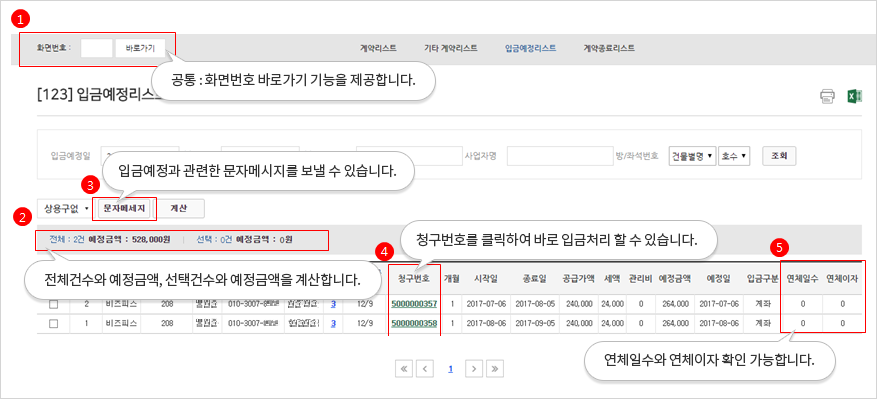 1
화면번호 : 바로가기 계약리스트 기타 계약리스트 입금예정리스트 계약종료리스트
공통 : 화면번호 바로가기 기능을 제공합니다.
[123] 입금예정리스트
입금예정일 사업자명 방/좌석번호 건물별명 ▼ 호수 ▼ 조회
입금예정과 관련한 문자메시지를 보낼 수 있습니다.
3
상용구없 ▼ 문자메세지 계산
2
전체 : 2건 예정금액 : 528,000원 | 선택 : 0건 예정금액 : 0원
청구번호를 클릭하여 바로 입금처리 할 수 있습니다.
4
5
전체건수와 예정금액, 선택건수와 예정금액을 계산합니다.
청구번호 개월 시작일 종료일 공급가액 세액 관리비 예정금액 예정일 입금구분 연체일수 연체이자
2 비즈피스 208 010-3007- 3 12/9 5000000357 1 2017-07-06 2017-08-05 240,000 24,000 0 264,000 2017-07-06 계좌 0 0
1 비즈피스 208 010-3007- 3 12/9 5000000358 1 2017-08-06 2017-09-05 240,000 24,000 0 264,000 2017-08-06 계좌 0 0
연체일수와 연체이자 확인 가능합니다.
≪ < 1 > ≫